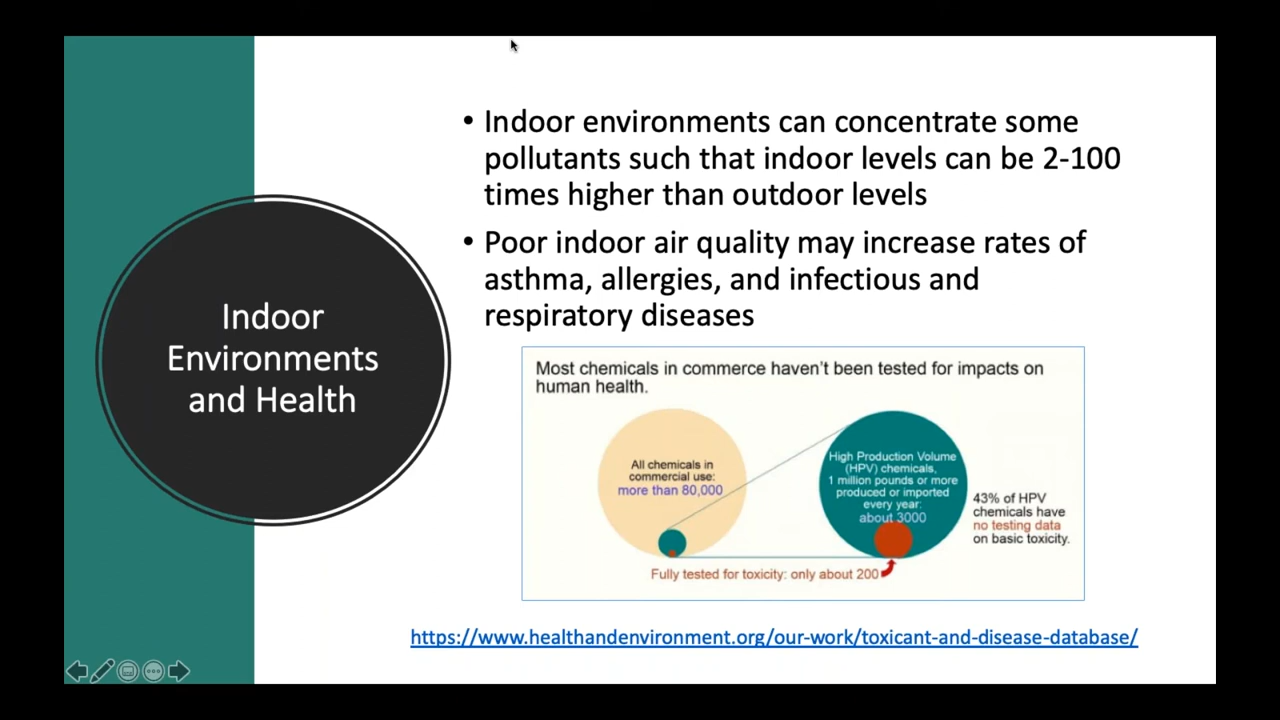 Indoor
Environments
and Health
• Indoor environments can concentrate some
pollutants such that indoor levels can be 2-100
times higher than outdoor levels
• Poor indoor air quality may increase rates of
asthma, allergies, and infectious and
respiratory diseases
Most chemicals in commerce haven't been tested for impacts on
human health.
All chemicals in
commercial use:
more than 80,000
High Production Volume
(HPV) chemicals,
1 million pounds or more
produced or imported
every year:
about 3000
43% of HPV
chemicals have
no testing data
on basic toxicity.
Fully tested for toxicity: only about 200
https://www.healthandenvironment.org/our-work/toxicant-and-disease-database/